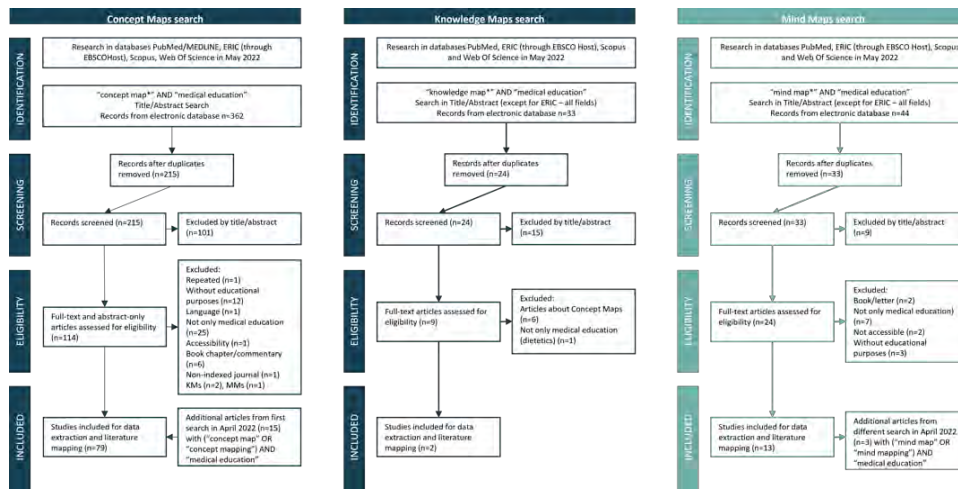 Concept Maps search
IDENTIFICATION
Research in databases PubMed/MEDLINE, ERIC (through
EBSCOHost), Scopus, Web Of Science in May 2022
"concept map*" AND "medical education"
Title/Abstract Search
Records from electronic database n=362
SCREENING
Records after duplicates
removed (n=215)
Records screened (n=215)
Excluded by title/abstract
(n=101)
ELIGIBILITY
Full-text and abstract-only
articles assessed for eligibility
(n=114)
Excluded:
Repeated (n=1)
Without educational
purposes (n=12)
Language (n=1)
Not only medical education
(n=25)
Accessibility (n=1)
Book chapter/commentary
(n=6)
Non-indexed journal (n=1)
KMs (n=2), MMs (n=1)
INCLUDED
Studies included for data
extraction and literature
mapping (n=79)
Additional articles from first
search in April 2022 (n=15)
with ("concept map" OR
"concept mapping") AND
"medical education"
Knowledge Maps search
IDENTIFICATION
Research in databases PubMed, ERIC (through EBSCO Host), Scopus
and Web Of Science in May 2022
"knowledge map*" AND "medical education"
Search in Title/Abstract (except for ERIC – all fields)
Records from electronic database n=33
SCREENING
Records after duplicates
removed (n=24)
Records screened (n=24)
Excluded by title/abstract
(n=15)
ELIGIBILITY
Full-text articles assessed for
eligibility (n=9)
Excluded:
Articles about Concept Maps
(n=6)
Not only medical education
(dietetics) (n=1)
INCLUDED
Studies included for data
extraction and literature
mapping (n=2)
Mind Maps search
IDENTIFICATION
Research in databases PubMed, ERIC (through EBSCO Host), Scopus
and Web Of Science in May 2022
"mind map*" AND "medical education"
Search in Title/Abstract (except for ERIC – all fields)
Records from electronic database n=44
SCREENING
Records after duplicates
removed (n=33)
Records screened (n=33)
Excluded by title/abstract
(n=9)
ELIGIBILITY
Full-text articles assessed for
eligibility (n=24)
Excluded:
Book/letter (n=2)
Not only medical education)
(n=7)
Not accessible (n=2)
Without educational
purposes (n=3)
INCLUDED
Studies included for data
extraction and literature
mapping (n=13)
Additional articles from
different search in April 2022
(n=3) with ("mind map" OR
"mind mapping") AND
"medical education"